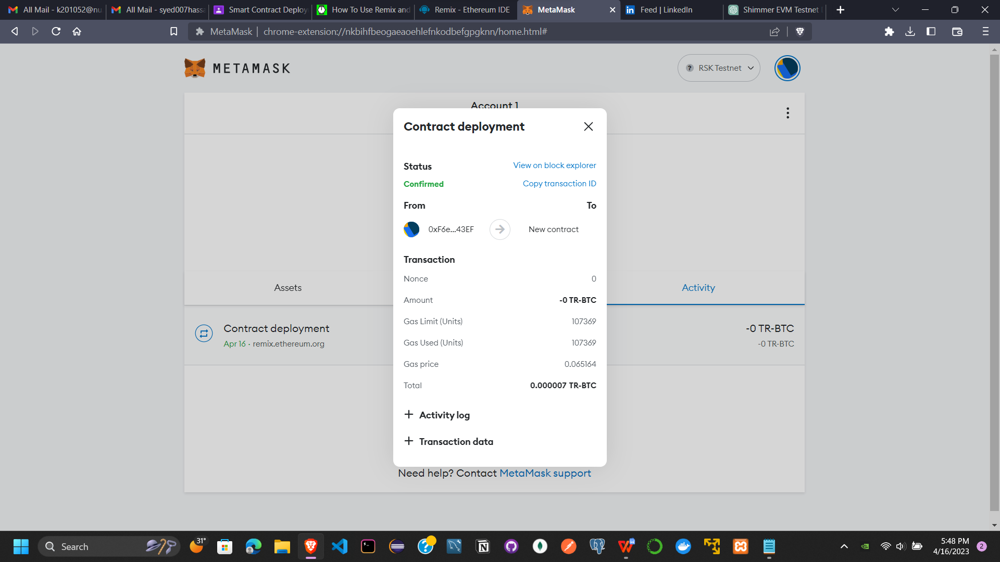 All Mail - k201052@nu
All Mail - syed007hassa
Smart Contract Deploy
How To Use Remix and
Remix - Ethereum IDE
MetaMask
Feed | LinkedIn
Shimmer EVM Testnet
MetaMask | chrome-extension://nkbihfbeogaeaoehlefnkodbefgpgknn/home.html#
METAMASK
RSK Testnet
Account 1
Contract deployment
Status
View on block explorer
Confirmed
Copy transaction ID
From To
0xF6e...43EF New contract
Transaction
Nonce 0
Amount -0 TR-BTC
Gas Limit (Units) 107369
Gas Used (Units) 107369
Gas price 0.065164
Total 0.000007 TR-BTC
+ Activity log
+ Transaction data
Assets Activity
Contract deployment -0 TR-BTC
Apr 16 · remix.ethereum.org -0 TR-BTC
Need help? Contact MetaMask support
Search
31°
5:48 PM
4/16/2023
2